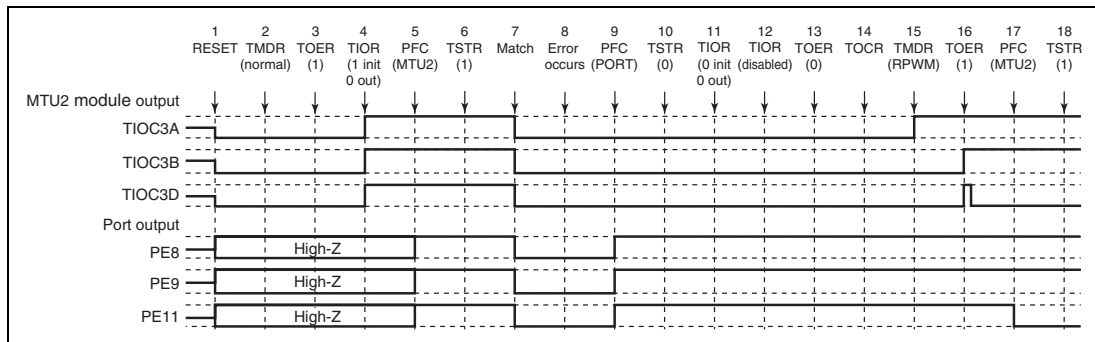 1 2 3 4 5 6 7 8 9 10 11 12 13 14 15 16 17 18
RESET TMDR TOER TIOR PFC TSTR Match Error PFC TSTR TIOR TIOR TOER TOCR TMDR TOER PFC TSTR
(normal) (1) (1 init (MTU2) (1) occurs (PORT) (0) (0 init (disabled) (0) (RPWM) (1) (MTU2) (1)
0 out) 0 out)
MTU2 module output
TIOC3A
TIOC3B
TIOC3D
Port output
PE8 High-Z
PE9 High-Z
PE11 High-Z